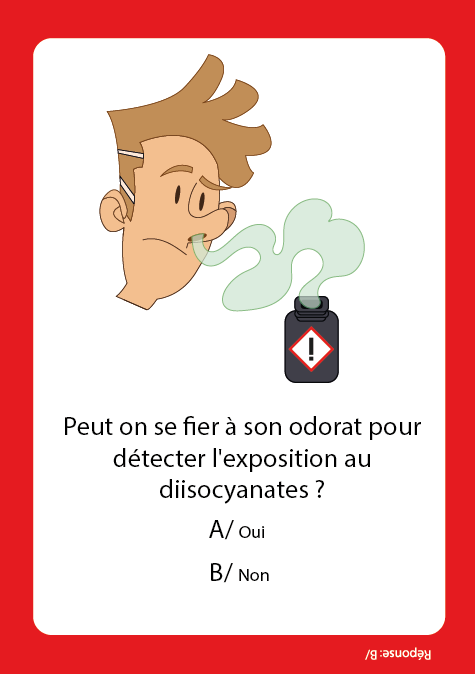 !
Peut on se fier à son odorat pour
détecter l'exposition au
diisocyanates ?
A/ Oui
B/ Non
Réponse: B/